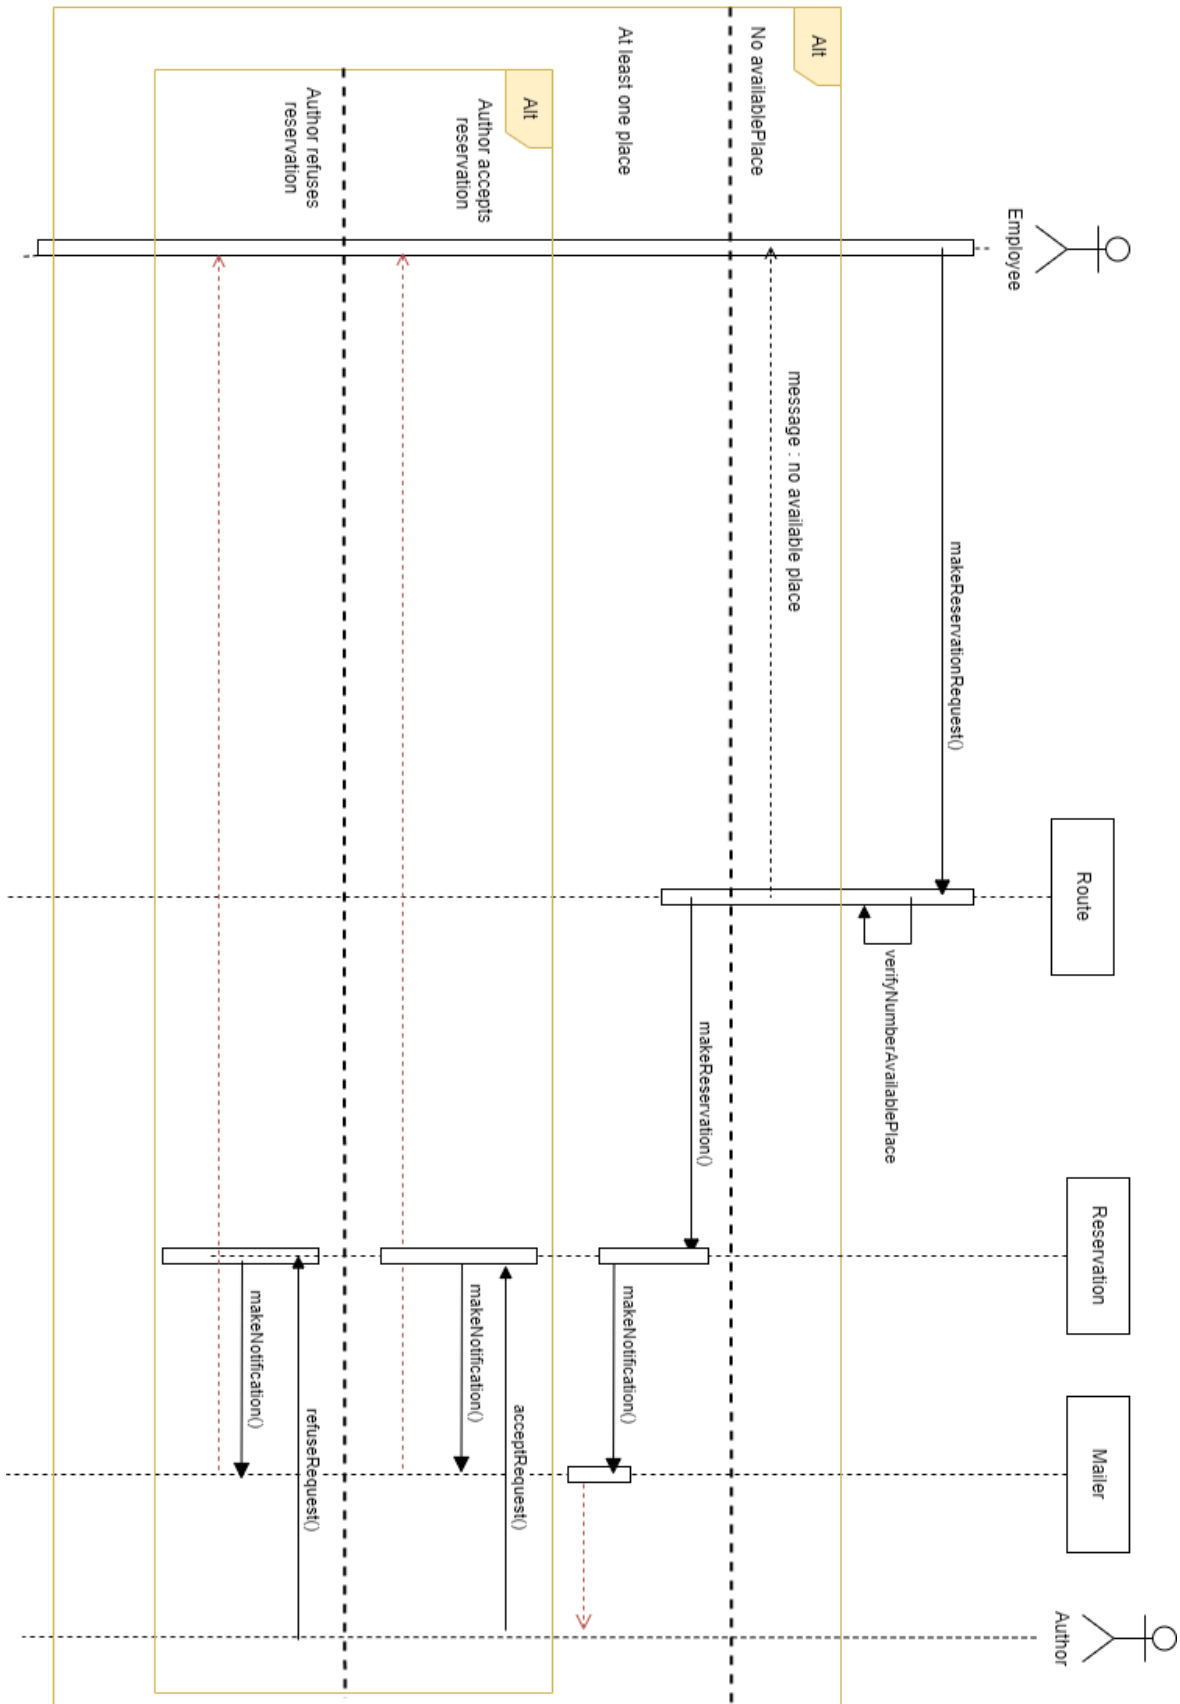 Employee
Route
Reservation
Mailer
Author
makeReservationRequest()
verifyNumberAvailablePlace
Alt
No availablePlace
message : no available place
At least one place
makeReservation()
makeNotification()
Alt
Author accepts
reservation
acceptRequest()
makeNotification()
Author refuses
reservation
refuseRequest()
makeNotification()